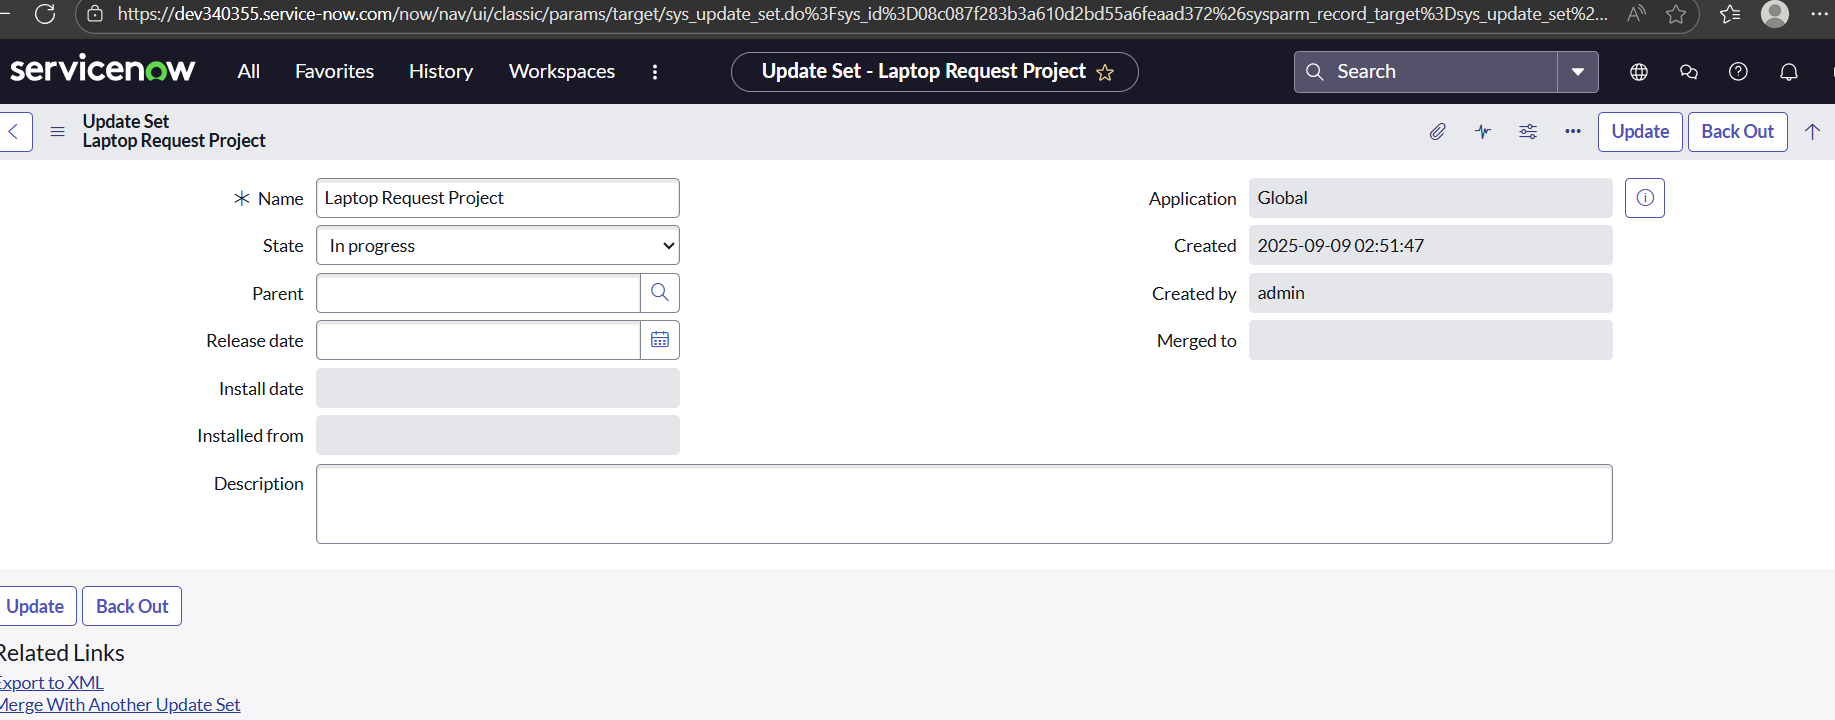 https://dev340355.service-now.com/now/nav/ui/classic/params/target/sys_update_set.do%3Fsys_id%3D08c087f283b3a610d2bd55a6feaad372%26sysparm_record_target%3Dsys_update_set%2...
servicenow All Favorites History Workspaces Update Set - Laptop Request Project Search
Update Set
Laptop Request Project
Update Back Out
Name Laptop Request Project Application Global
State In progress Created 2025-09-09 02:51:47
Parent Created by admin
Release date Merged to
Install date
Installed from
Description
Update Back Out
Related Links
Export to XML
Merge With Another Update Set